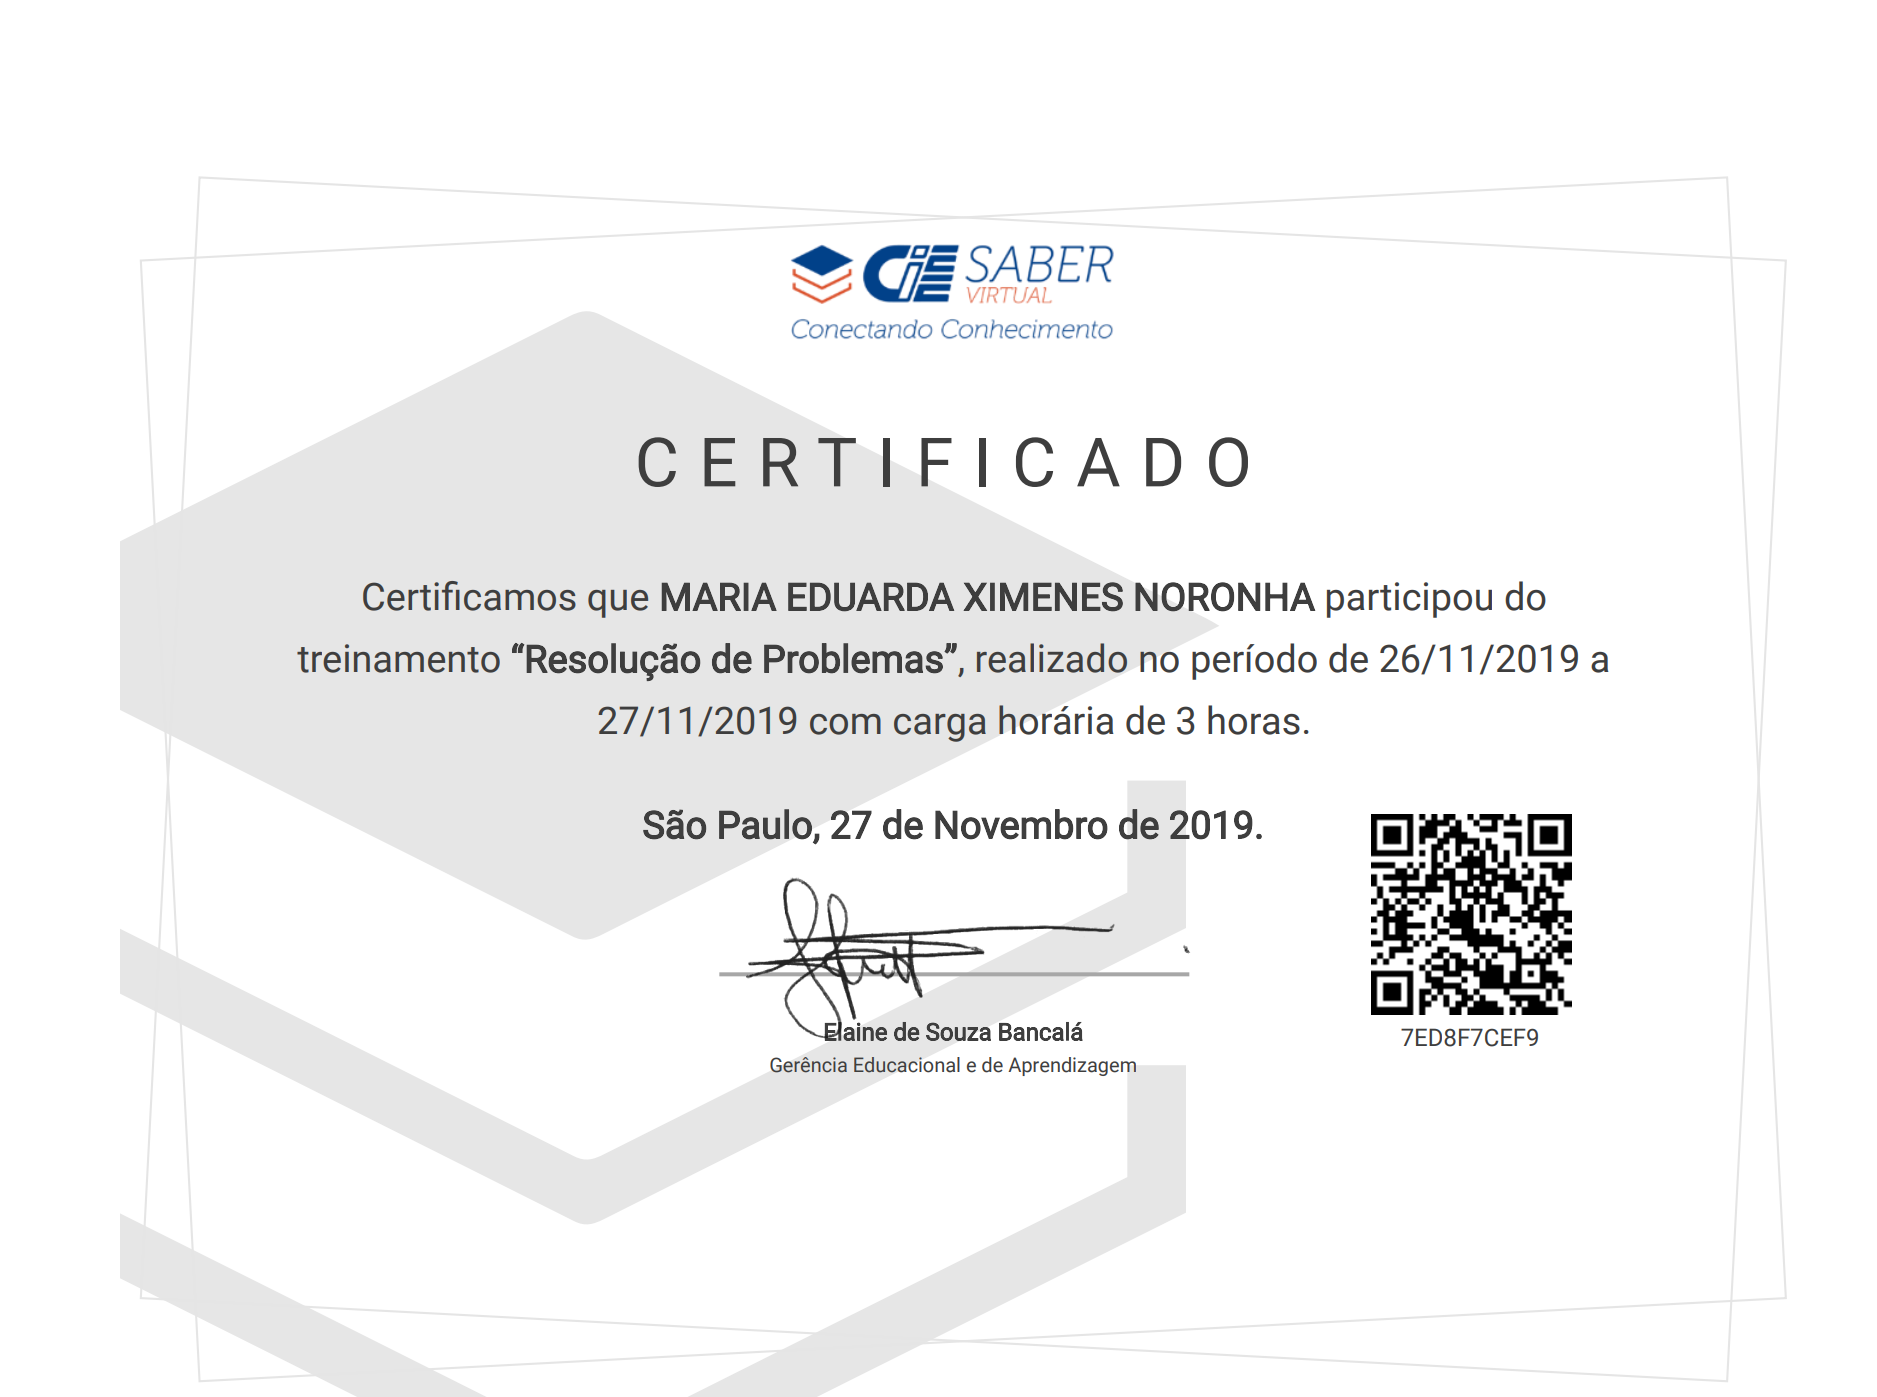 CIEE SABER
VIRTUAL
Conectando Conhecimento
CERTIFICADO
Certificamos que MARIA EDUARDA XIMENES NORONHA participou do
treinamento “Resolução de Problemas”, realizado no período de 26/11/2019 a
27/11/2019 com carga horária de 3 horas.
São Paulo, 27 de Novembro de 2019.
Elaine de Souza Bancalá
Gerência Educacional e de Aprendizagem
7ED8F7CEF9